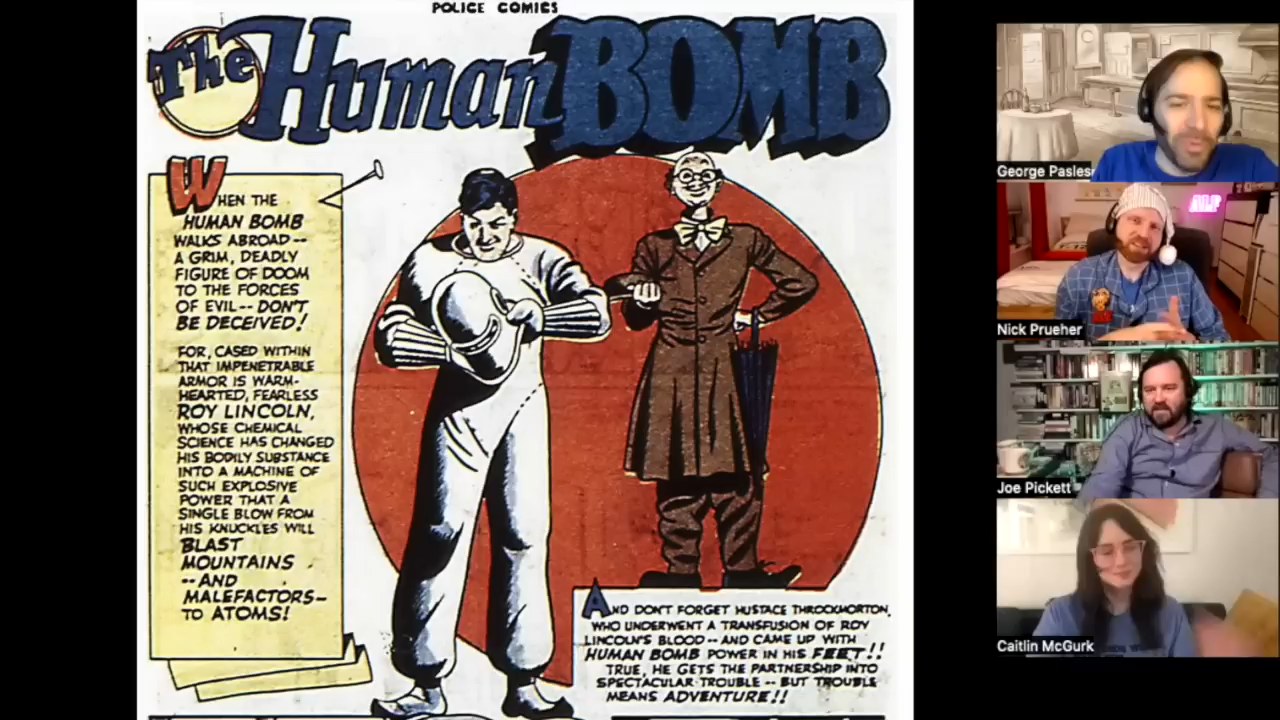 POLICE COMICS
The Human BOMB
WHEN THE
HUMAN BOMB
WALKS ABROAD--
A GRIM, DEADLY
FIGURE OF DOOM
TO THE FORCES
OF EVIL-- DON'T
BE DECEIVED!
FOR, CASED WITHIN
THAT IMPENETRABLE
ARMOR IS WARM-
HEARTED, FEARLESS
ROY LINCOLN,
WHOSE CHEMICAL
SCIENCE HAS CHANGED
HIS BODILY SUBSTANCE
INTO A MACHINE OF
SUCH EXPLOSIVE
POWER THAT A
SINGLE BLOW FROM
HIS KNUCKLES WILL
BLAST
MOUNTAINS
--AND
MALEFACTORS--
TO ATOMS!
AND DON'T FORGET HUSTACE THROCKMORTON,
WHO UNDERWENT A TRANSFUSION OF ROY
LINCOLN'S BLOOD -- AND CAME UP WITH
HUMAN BOMB POWER IN HIS FEET!!
TRUE, HE GETS THE PARTNERSHIP INTO
SPECTACULAR TROUBLE -- BUT TROUBLE
MEANS ADVENTURE!!
George Pasles
ALF
Nick Prueher
Joe Pickett
Caitlin McGurk